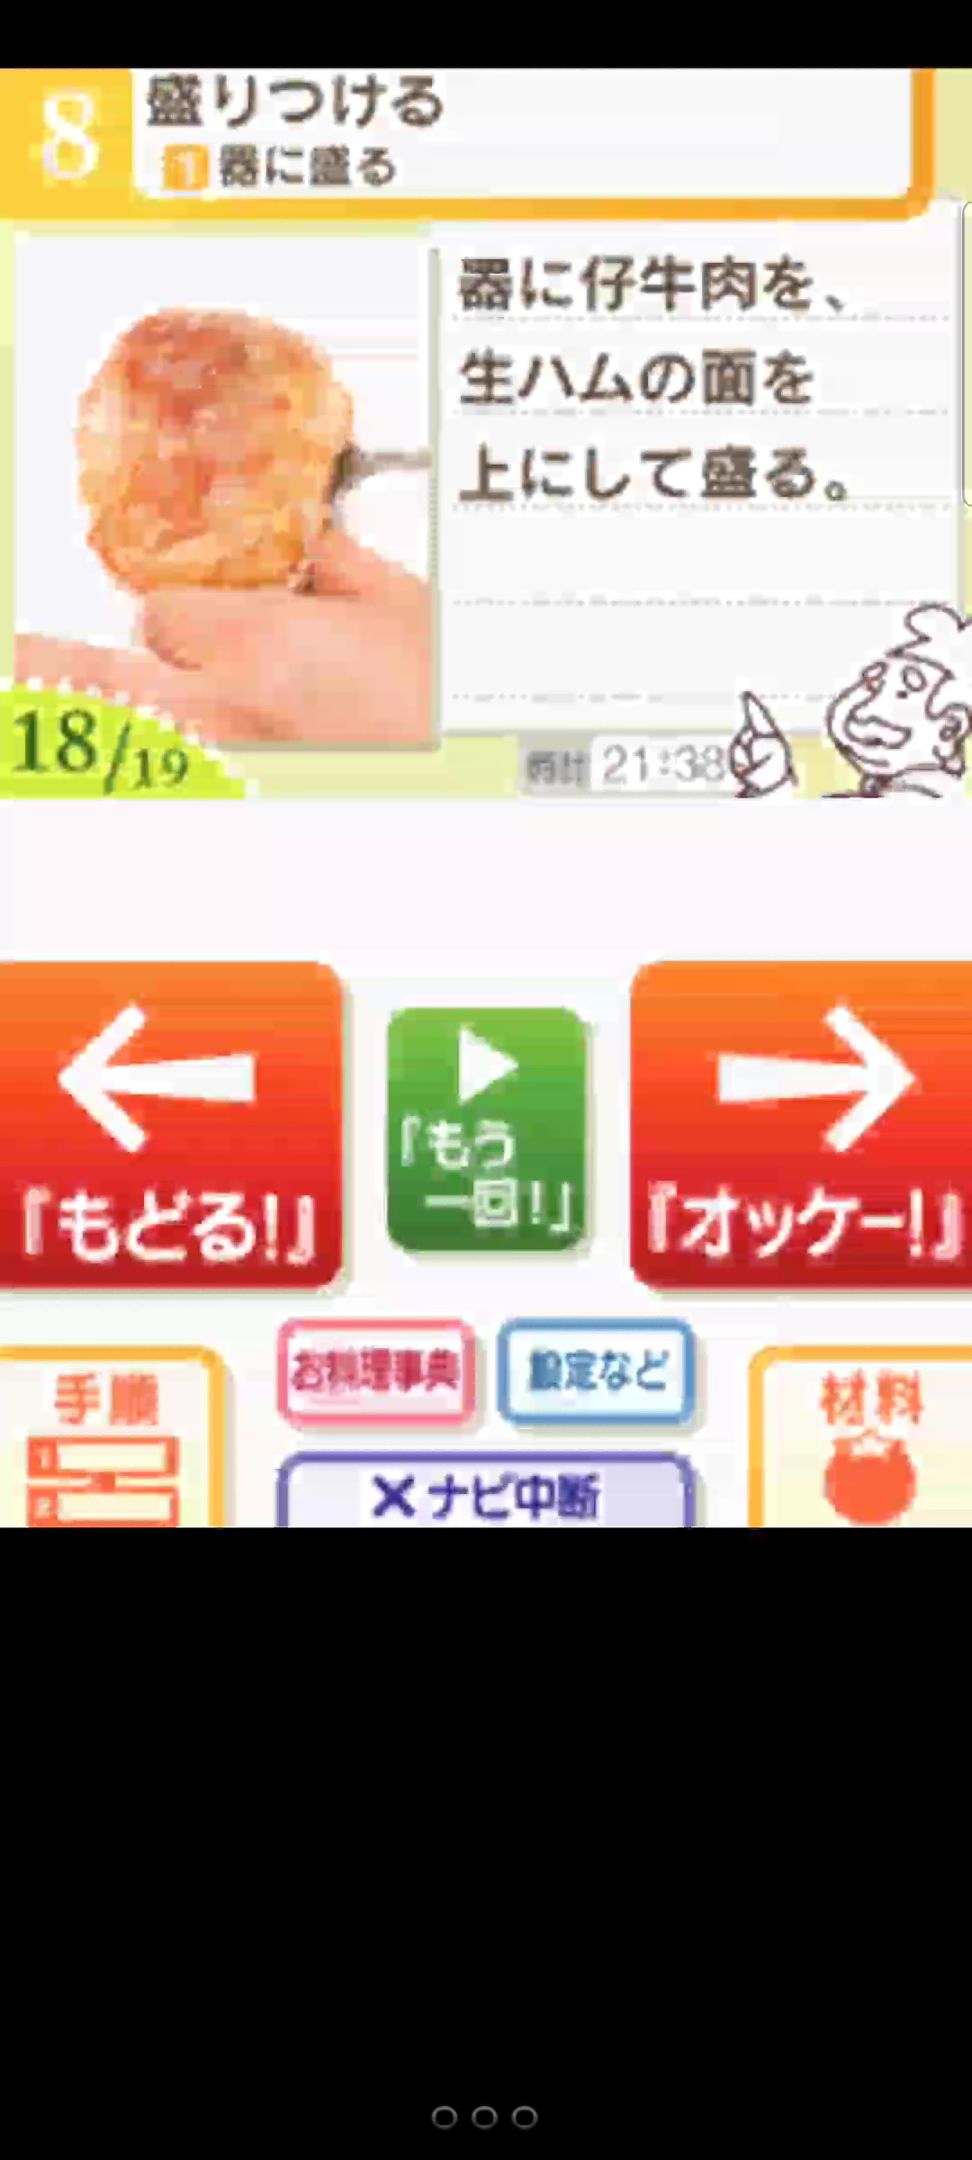 8
盛りつける
1 器に盛る
器に仔牛肉を、
生ハムの面を
上にして盛る。
18/19
時計 21:38
『もどる!』
『もう
一回!』
『オッケー!』
お料理事典
設定など
手順
1
2
材料
×ナビ中断